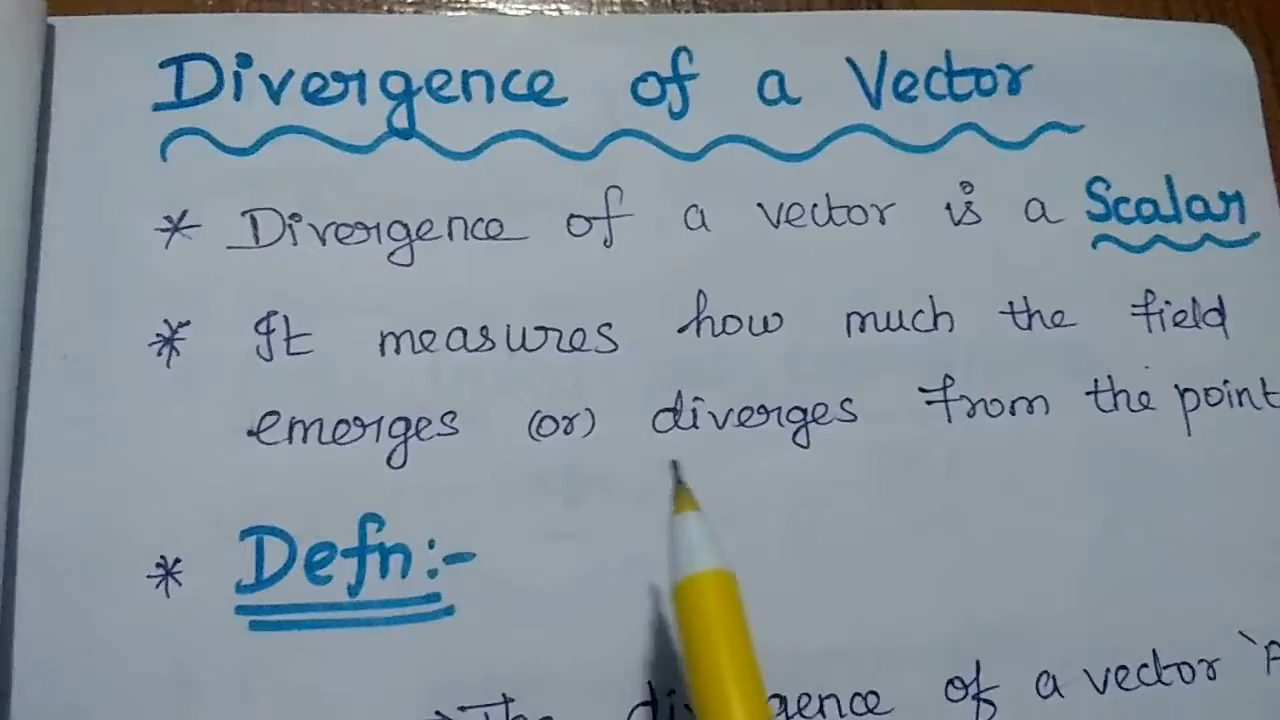 Divergence of a Vector
* Divergence of a vector is a Scalar
* It measures how much the field
emerges (or) diverges from the point
* Defn:-
of a vector